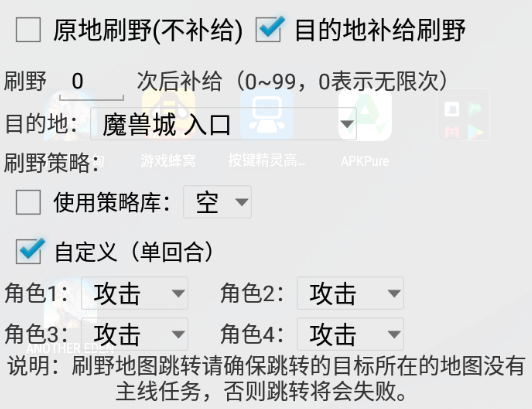 原地刷野(不补给) 目的地补给刷野
刷野 0 次后补给（0~99，0表示无限次）
目的地： 魔兽城 入口
游戏蜂窝 按键精灵高... APKPure
刷野策略：
使用策略库： 空
自定义（单回合）
角色1： 攻击 角色2： 攻击
角色3： 攻击 角色4： 攻击
ANOTHER EDEN
说明：刷野地图跳转请确保跳转的目标所在的地图没有
主线任务，否则跳转将会失败。